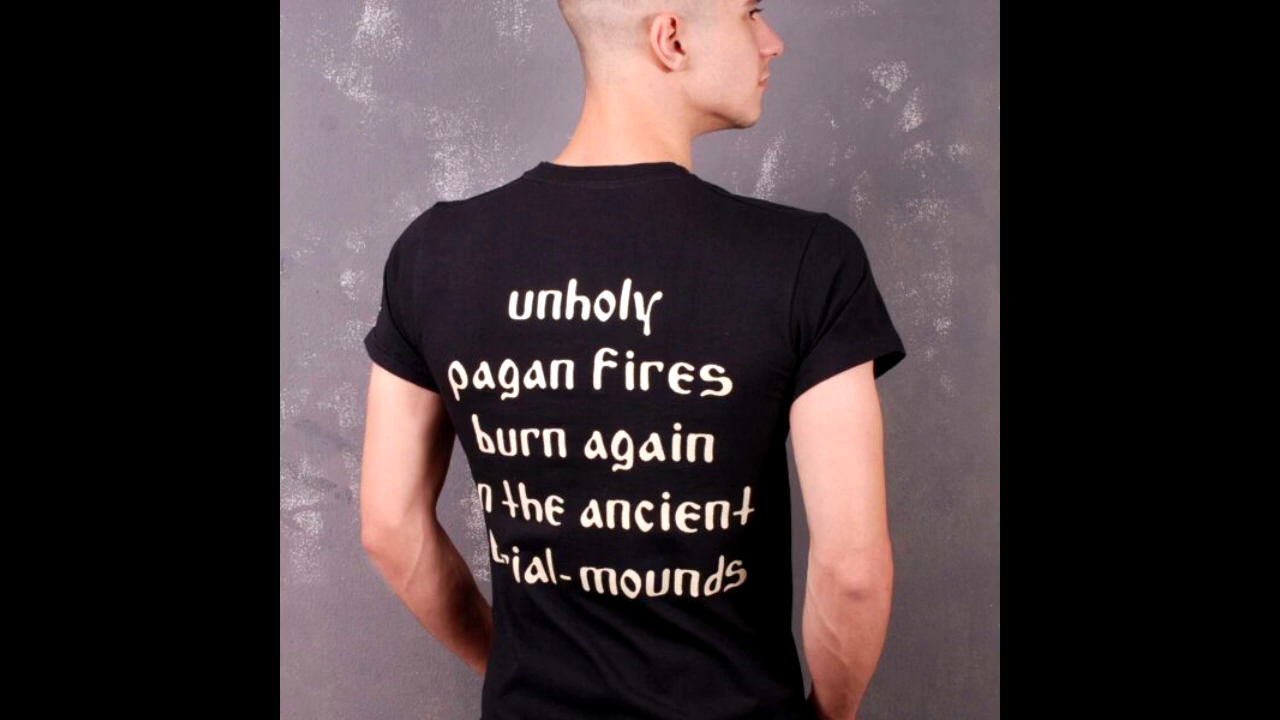 unholy
pagan fires
burn again
the ancient
mounds